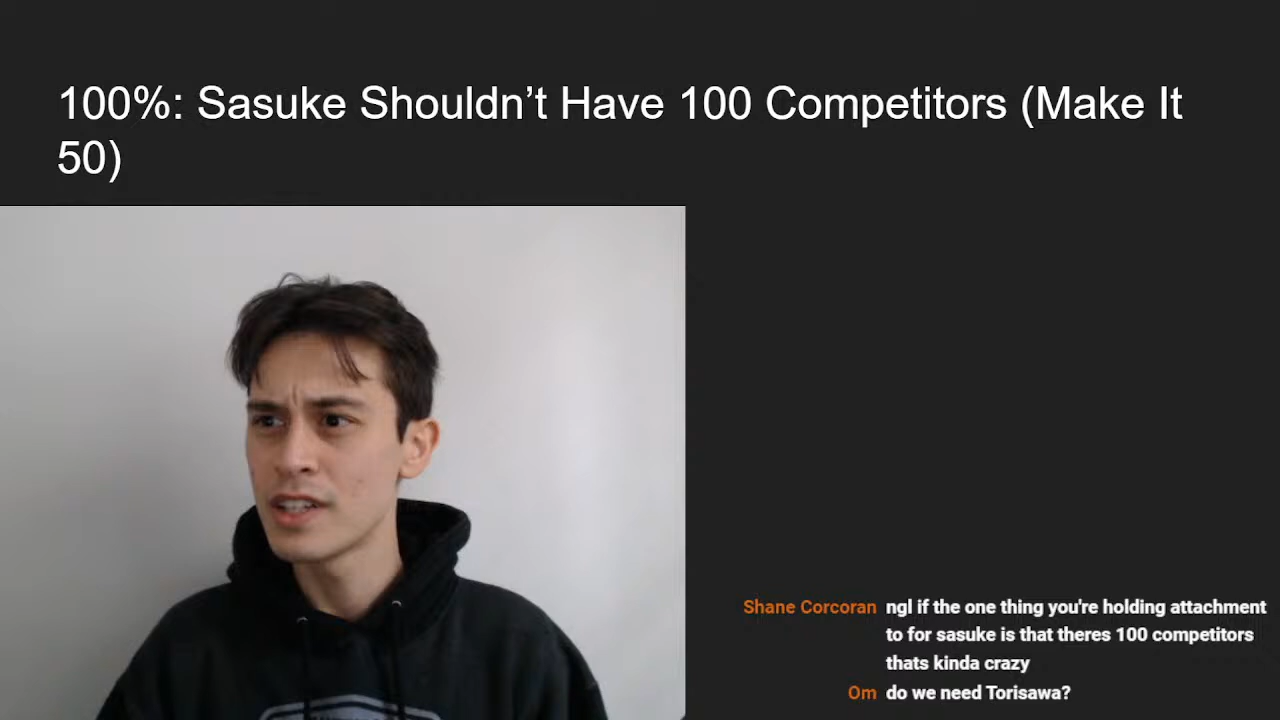 100%: Sasuke Shouldn't Have 100 Competitors (Make It
50)
Shane Corcoran ngl if the one thing you're holding attachment
to for sasuke is that theres 100 competitors
thats kinda crazy
Om do we need Torisawa?